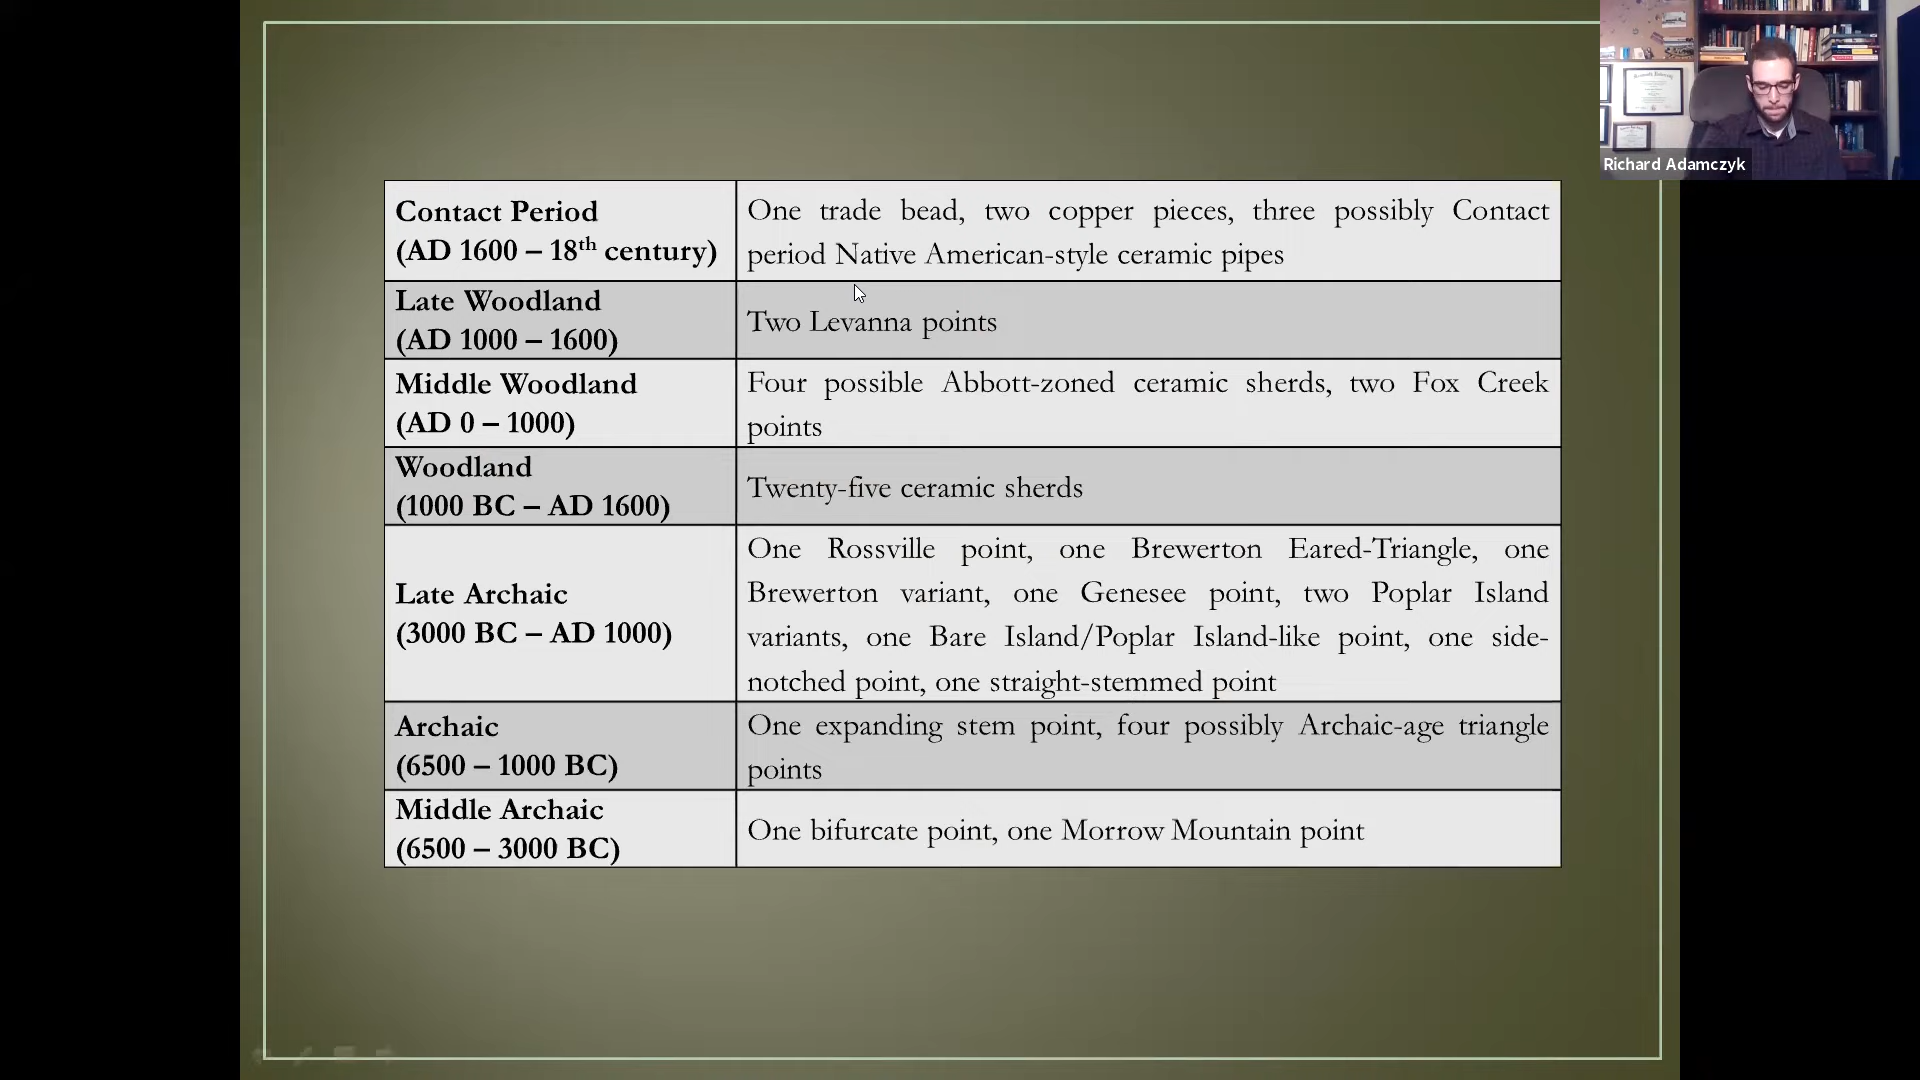 Richard Adamczyk
Contact Period
(AD 1600 – 18th century)
One trade bead, two copper pieces, three possibly Contact
period Native American-style ceramic pipes
Late Woodland
(AD 1000 – 1600)
Two Levanna points
Middle Woodland
(AD 0 – 1000)
Four possible Abbott-zoned ceramic sherds, two Fox Creek
points
Woodland
(1000 BC – AD 1600)
Twenty-five ceramic sherds
Late Archaic
(3000 BC – AD 1000)
One Rossville point, one Brewerton Eared-Triangle, one
Brewerton variant, one Genesee point, two Poplar Island
variants, one Bare Island/Poplar Island-like point, one side-
notched point, one straight-stemmed point
Archaic
(6500 – 1000 BC)
One expanding stem point, four possibly Archaic-age triangle
points
Middle Archaic
(6500 – 3000 BC)
One bifurcate point, one Morrow Mountain point